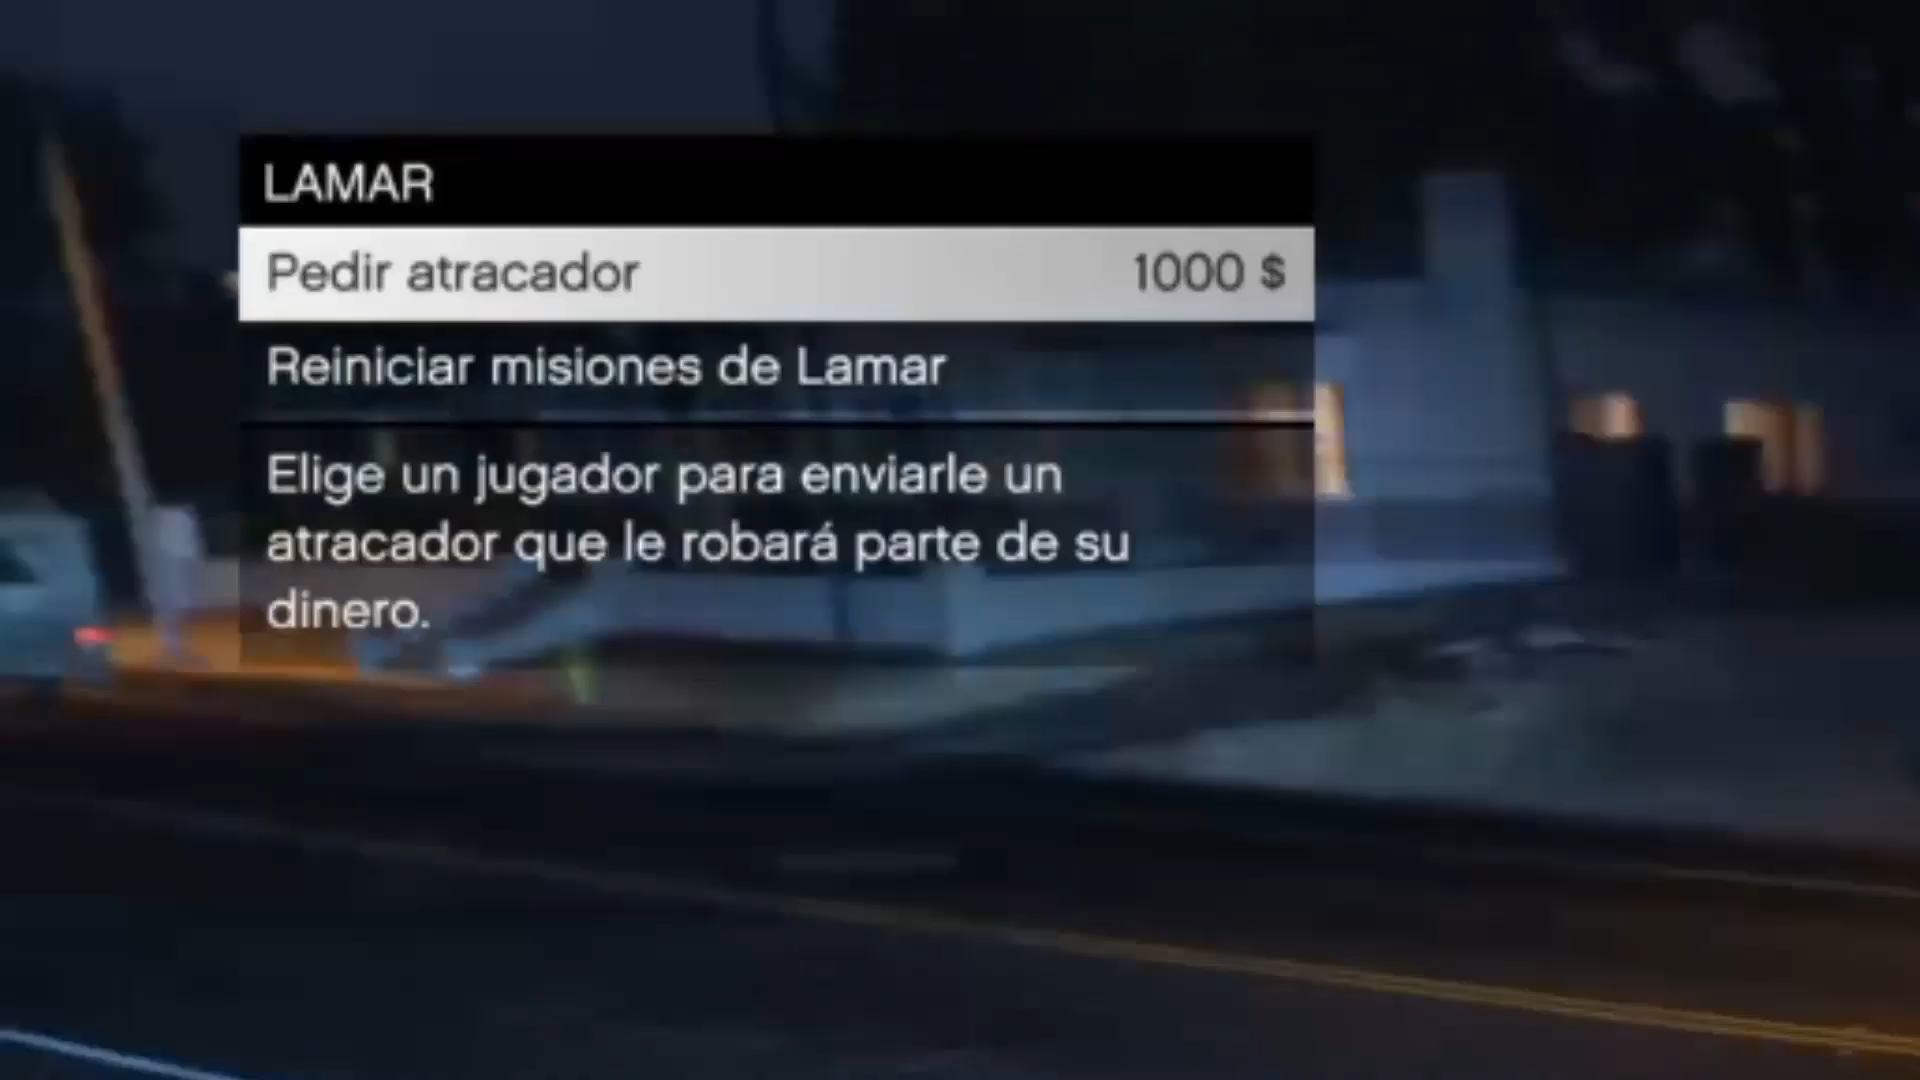 LAMAR
Pedir atracador 1000 $
Reiniciar misiones de Lamar
Elige un jugador para enviarle un
atracador que le robará parte de su
dinero.